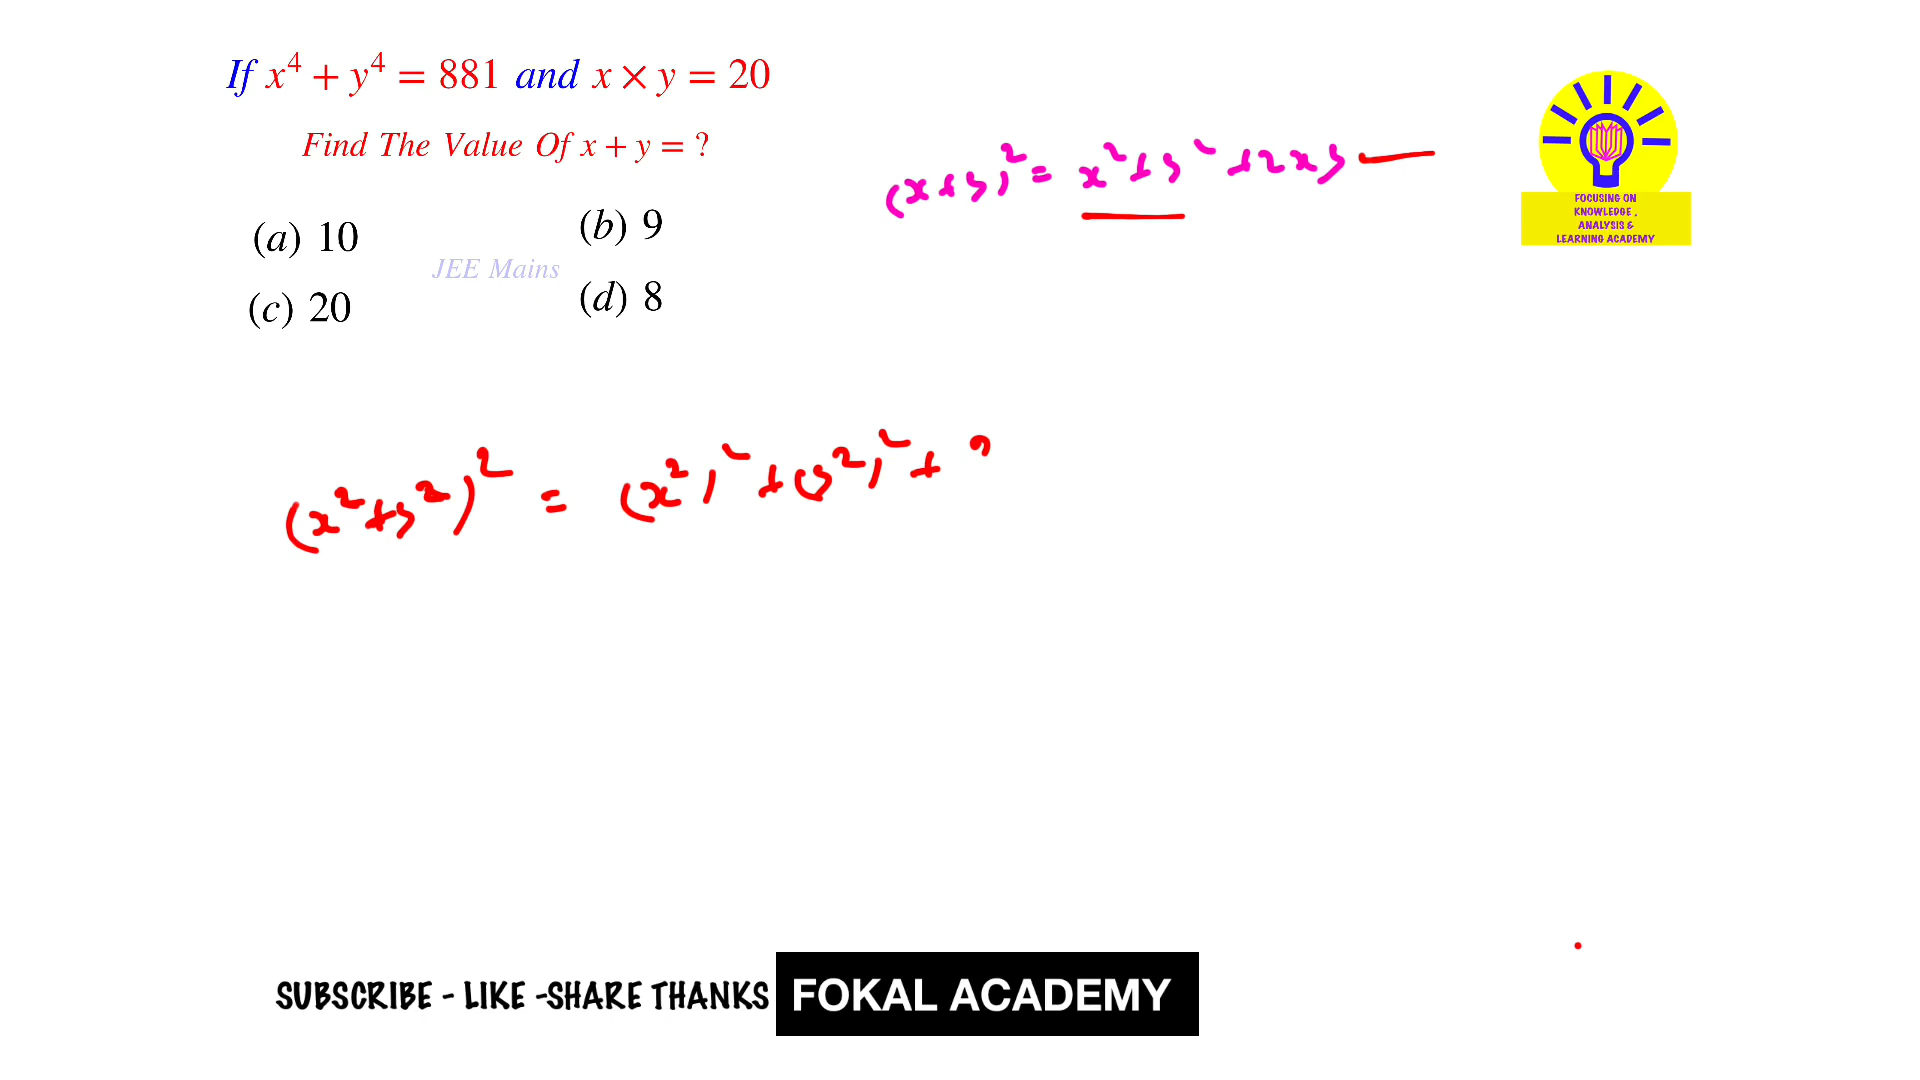 If x⁴ + y⁴ = 881 and x × y = 20
Find The Value Of x + y = ?
(a) 10
(b) 9
JEE Mains
(c) 20
(d) 8
(x+y)² = x² + y² + 2xy
FOCUSING ON
KNOWLEDGE ,
ANALYSIS &
LEARNING ACADEMY
(x²+y²)² = (x²)² + (y²)² +
SUBSCRIBE - LIKE -SHARE THANKS
FOKAL ACADEMY